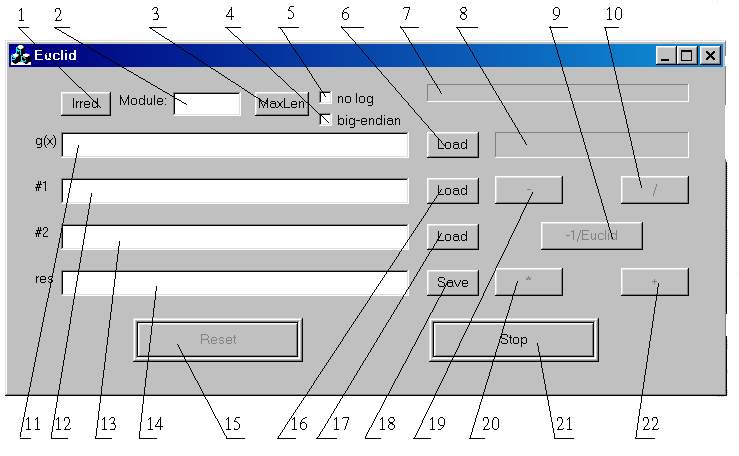 1 2 3 4 5 6 7 8 9 10
Euclid
Irred. Module: MaxLen no log
big-endian
g(x) Load
#1 Load - /
#2 Load -1/Euclid
res Save * +
Reset Stop
11 12 13 14 15 16 17 18 19 20 21 22